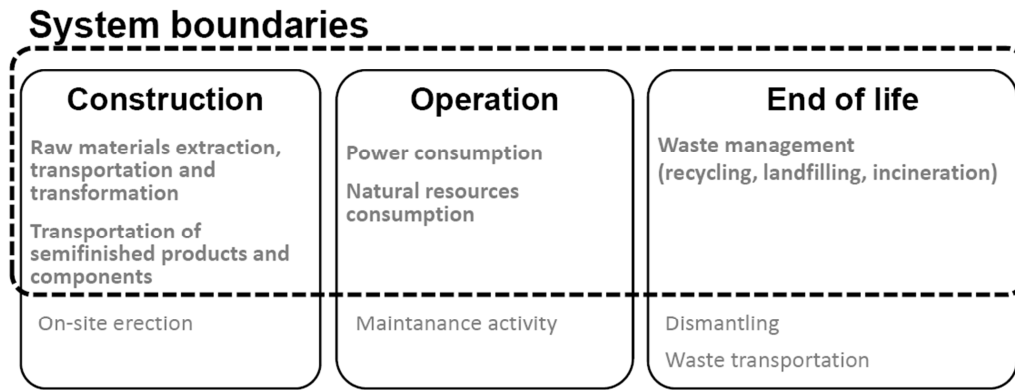 System boundaries
Construction
Raw materials extraction,
transportation and
transformation
Transportation of
semifinished products and
components
On-site erection
Operation
Power consumption
Natural resources
consumption
Maintanance activity
End of life
Waste management
(recycling, landfilling, incineration)
Dismantling
Waste transportation